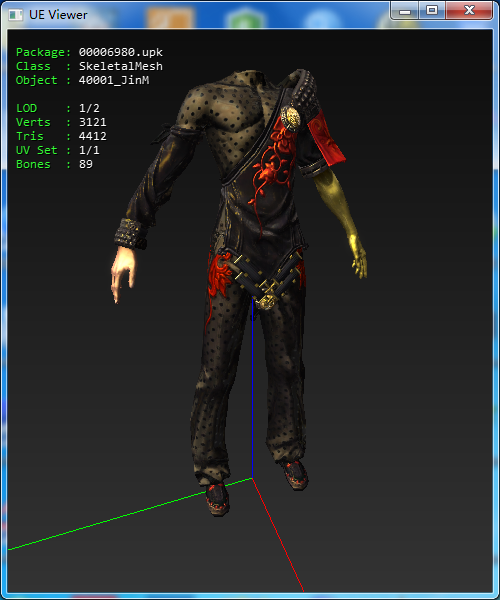 UE Viewer
Package: 00006980.upk
Class  : SkeletalMesh
Object : 40001_JinM
LOD    : 1/2
Verts  : 3121
Tris   : 4412
UV Set : 1/1
Bones  : 89